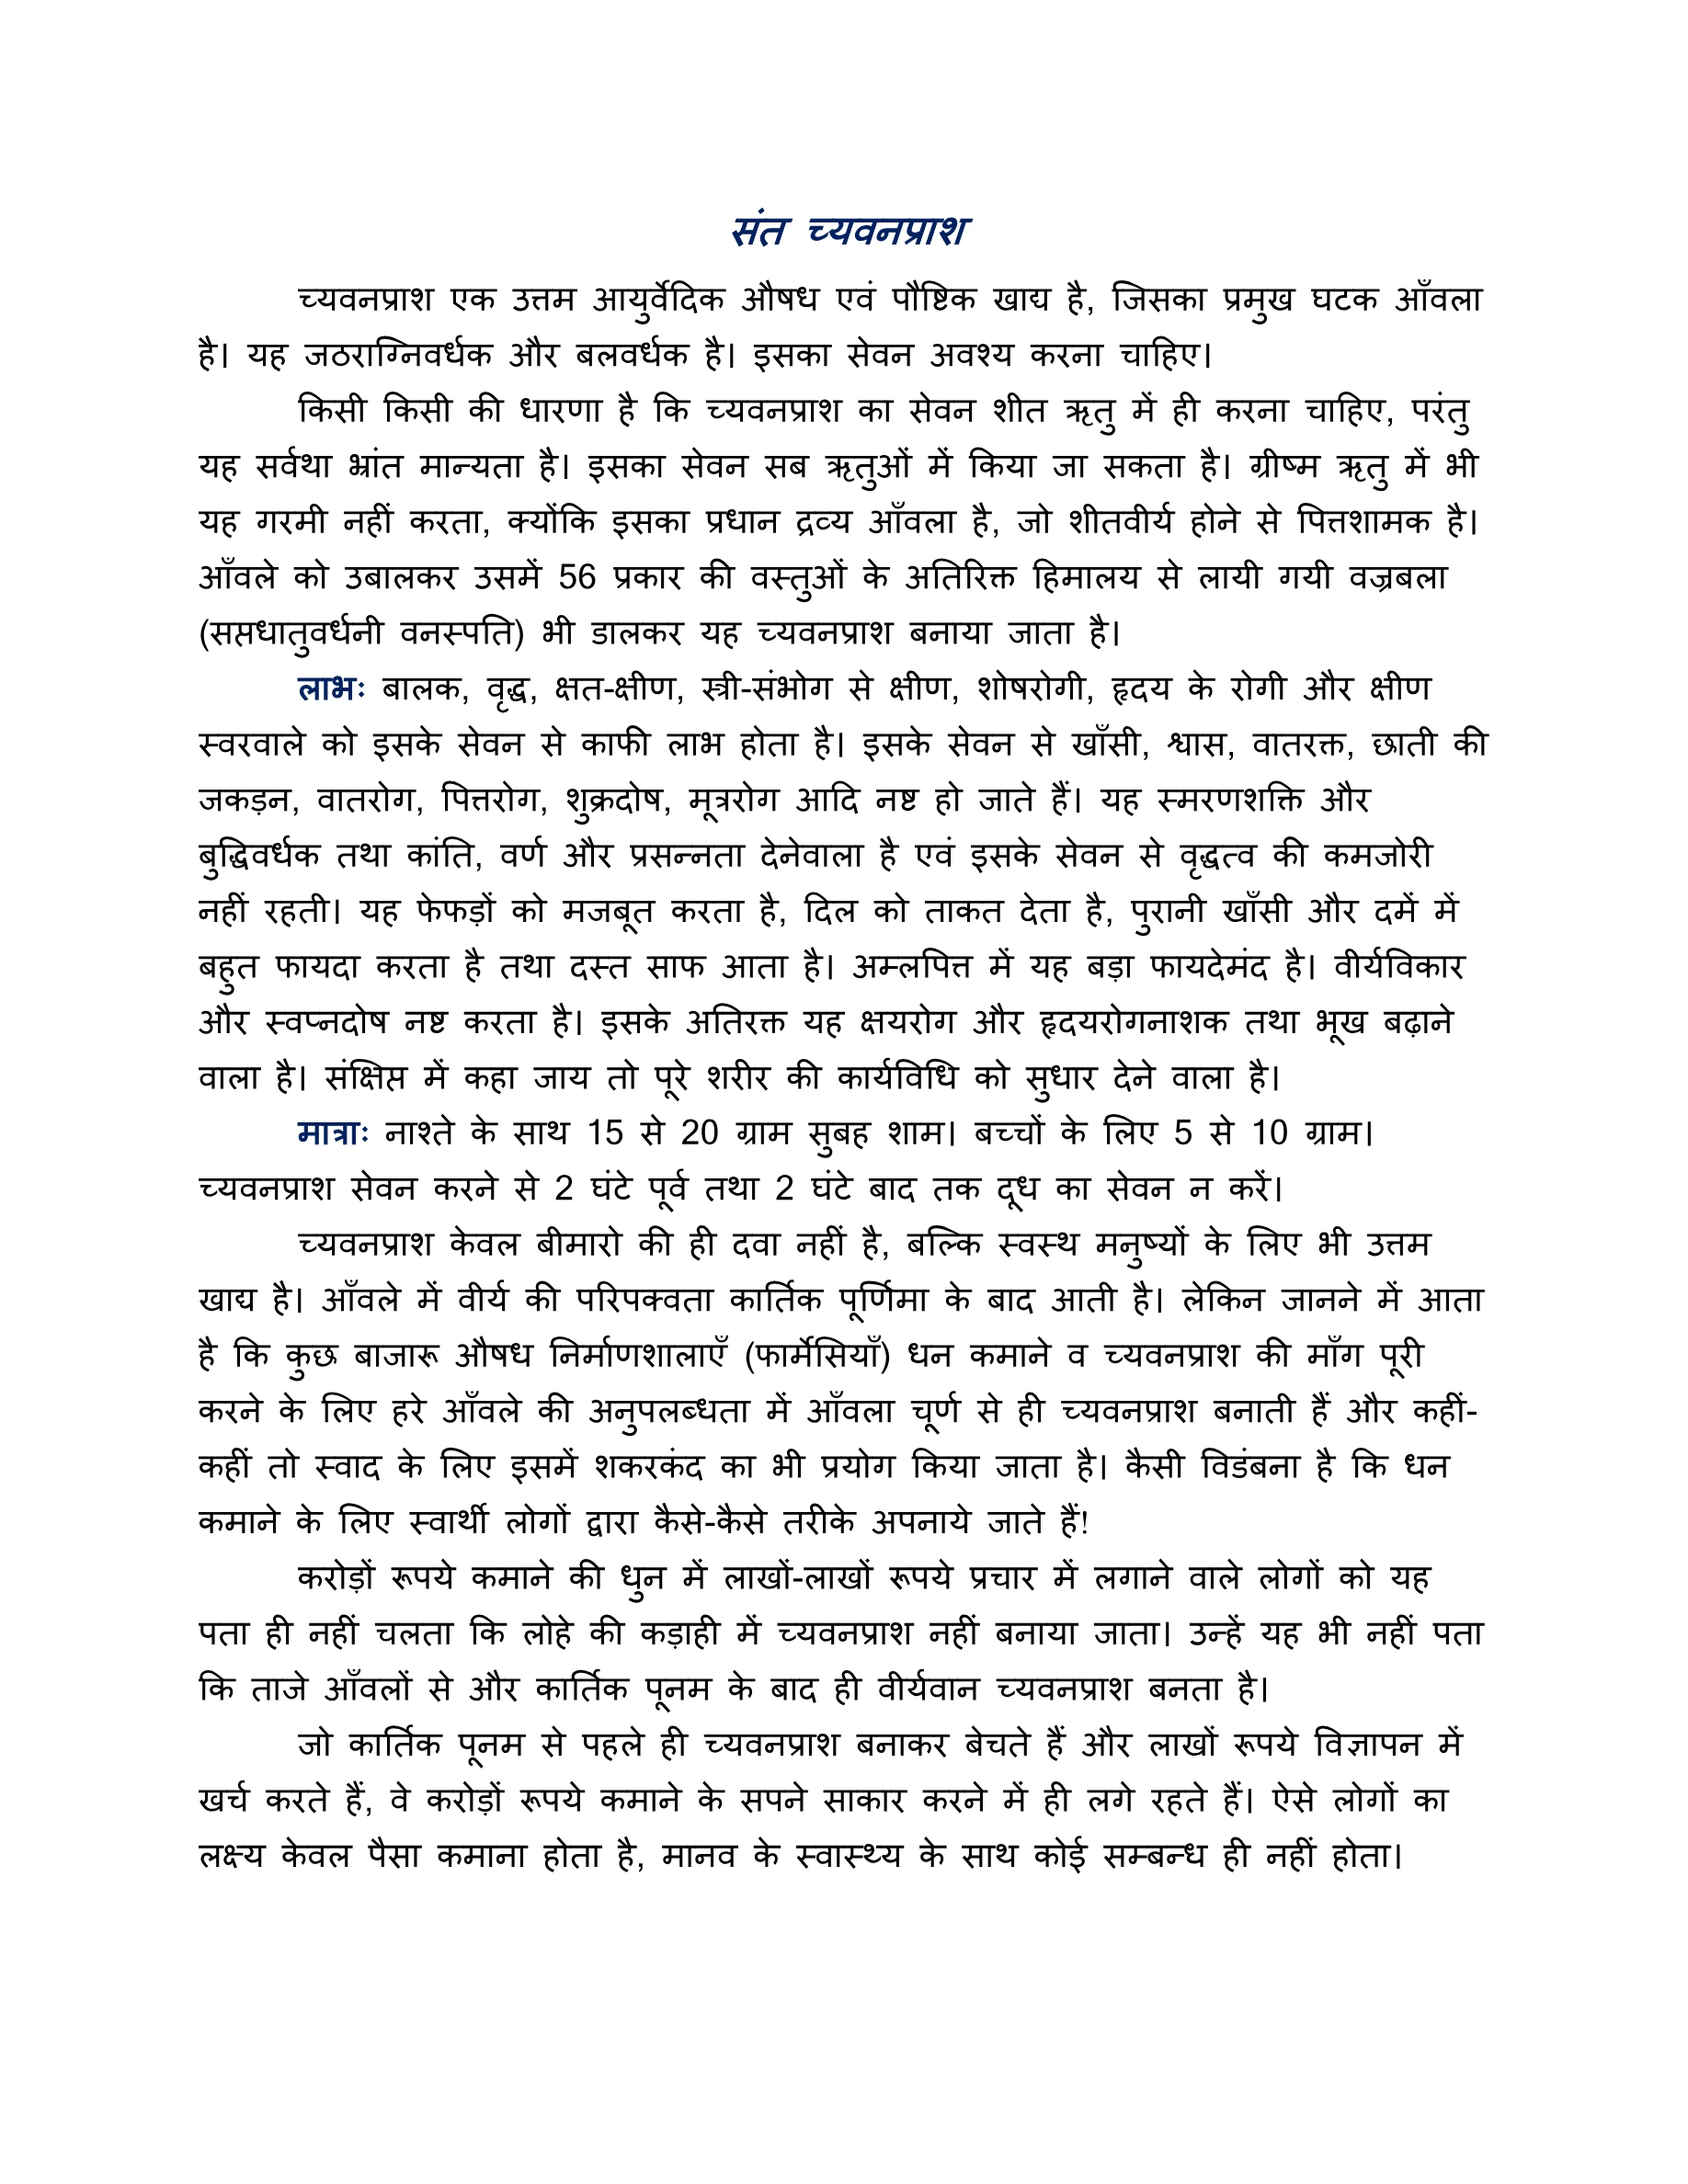 संत च्यवनप्राश
च्यवनप्राश एक उत्तम आयुर्वेदिक औषध एवं पौष्टिक खाद्य है, जिसका प्रमुख घटक आँवला
है। यह जठराग्निवर्धक और बलवर्धक है। इसका सेवन अवश्य करना चाहिए।
किसी किसी की धारणा है कि च्यवनप्राश का सेवन शीत ऋतु में ही करना चाहिए, परंतु
यह सर्वथा भ्रांत मान्यता है। इसका सेवन सब ऋतुओं में किया जा सकता है। ग्रीष्म ऋतु में भी
यह गरमी नहीं करता, क्योंकि इसका प्रधान द्रव्य आँवला है, जो शीतवीर्य होने से पित्तशामक है।
आँवले को उबालकर उसमें 56 प्रकार की वस्तुओं के अतिरिक्त हिमालय से लायी गयी वज्रबला
(सप्तधातुवर्धनी वनस्पति) भी डालकर यह च्यवनप्राश बनाया जाता है।
लाभः बालक, वृद्ध, क्षत-क्षीण, स्त्री-संभोग से क्षीण, शोषरोगी, हृदय के रोगी और क्षीण
स्वरवाले को इसके सेवन से काफी लाभ होता है। इसके सेवन से खाँसी, श्वास, वातरक्त, छाती की
जकड़न, वातरोग, पित्तरोग, शुक्रदोष, मूत्ररोग आदि नष्ट हो जाते हैं। यह स्मरणशक्ति और
बुद्धिवर्धक तथा कांति, वर्ण और प्रसन्नता देनेवाला है एवं इसके सेवन से वृद्धत्व की कमजोरी
नहीं रहती। यह फेफड़ों को मजबूत करता है, दिल को ताकत देता है, पुरानी खाँसी और दमें में
बहुत फायदा करता है तथा दस्त साफ आता है। अम्लपित्त में यह बड़ा फायदेमंद है। वीर्यविकार
और स्वप्नदोष नष्ट करता है। इसके अतिरक्त यह क्षयरोग और हृदयरोगनाशक तथा भूख बढ़ाने
वाला है। संक्षिप्त में कहा जाय तो पूरे शरीर की कार्यविधि को सुधार देने वाला है।
मात्राः नाश्ते के साथ 15 से 20 ग्राम सुबह शाम। बच्चों के लिए 5 से 10 ग्राम।
च्यवनप्राश सेवन करने से 2 घंटे पूर्व तथा 2 घंटे बाद तक दूध का सेवन न करें।
च्यवनप्राश केवल बीमारो की ही दवा नहीं है, बल्कि स्वस्थ मनुष्यों के लिए भी उत्तम
खाद्य है। आँवले में वीर्य की परिपक्वता कार्तिक पूर्णिमा के बाद आती है। लेकिन जानने में आता
है कि कुछ बाजारू औषध निर्माणशालाएँ (फार्मेसियाँ) धन कमाने व च्यवनप्राश की माँग पूरी
करने के लिए हरे आँवले की अनुपलब्धता में आँवला चूर्ण से ही च्यवनप्राश बनाती हैं और कहीं-
कहीं तो स्वाद के लिए इसमें शकरकंद का भी प्रयोग किया जाता है। कैसी विडंबना है कि धन
कमाने के लिए स्वार्थी लोगों द्वारा कैसे-कैसे तरीके अपनाये जाते हैं!
करोड़ों रूपये कमाने की धुन में लाखों-लाखों रूपये प्रचार में लगाने वाले लोगों को यह
पता ही नहीं चलता कि लोहे की कड़ाही में च्यवनप्राश नहीं बनाया जाता। उन्हें यह भी नहीं पता
कि ताजे आँवलों से और कार्तिक पूनम के बाद ही वीर्यवान च्यवनप्राश बनता है।
जो कार्तिक पूनम से पहले ही च्यवनप्राश बनाकर बेचते हैं और लाखों रूपये विज्ञापन में
खर्च करते हैं, वे करोड़ों रूपये कमाने के सपने साकार करने में ही लगे रहते हैं। ऐसे लोगों का
लक्ष्य केवल पैसा कमाना होता है, मानव के स्वास्थ्य के साथ कोई सम्बन्ध ही नहीं होता।